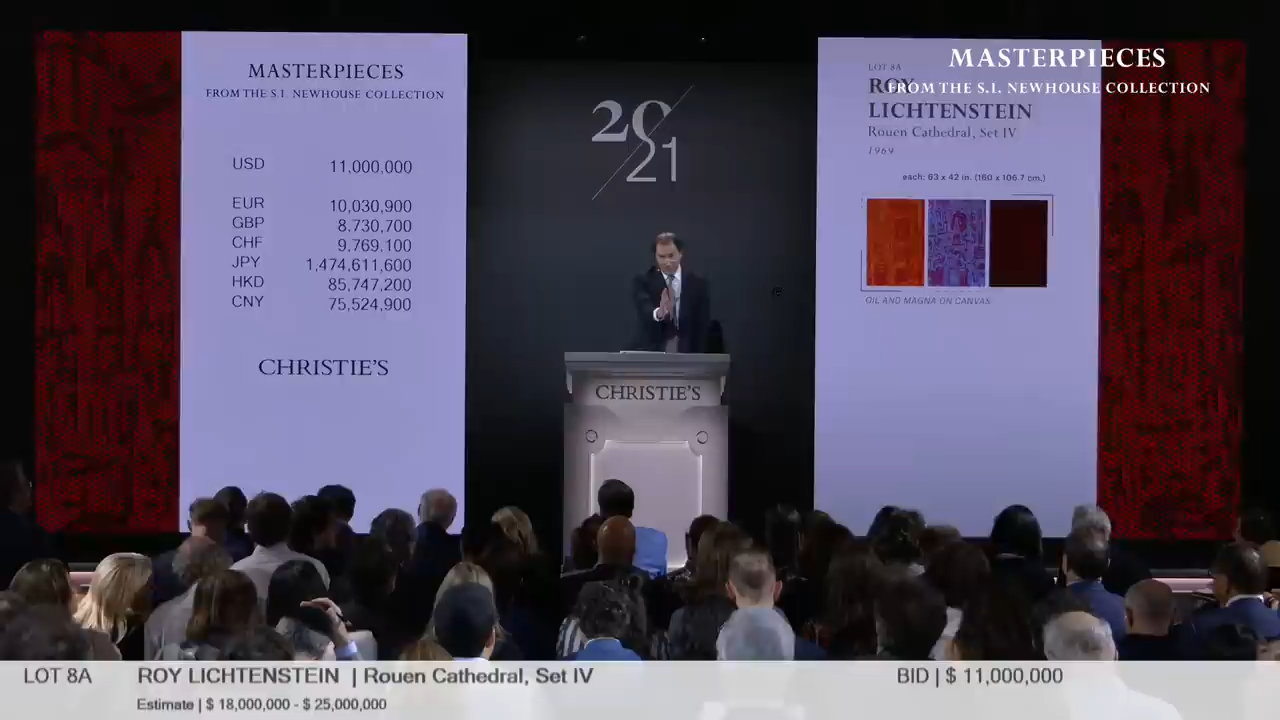 MASTERPIECES
FROM THE S.I. NEWHOUSE COLLECTION
USD 11,000,000
EUR 10,030,900
GBP 8,730,700
CHF 9,769,100
JPY 1,474,611,600
HKD 85,747,200
CNY 75,524,900
CHRISTIE'S
20/21
CHRISTIE'S
MASTERPIECES
FROM THE S.I. NEWHOUSE COLLECTION
LOT 8A
ROY
LICHTENSTEIN
Rouen Cathedral, Set IV
1969
each: 63 x 42 in. (160 x 106.7 cm.)
OIL AND MAGNA ON CANVAS
LOT 8A ROY LICHTENSTEIN | Rouen Cathedral, Set IV BID | $ 11,000,000
Estimate | $ 18,000,000 - $ 25,000,000